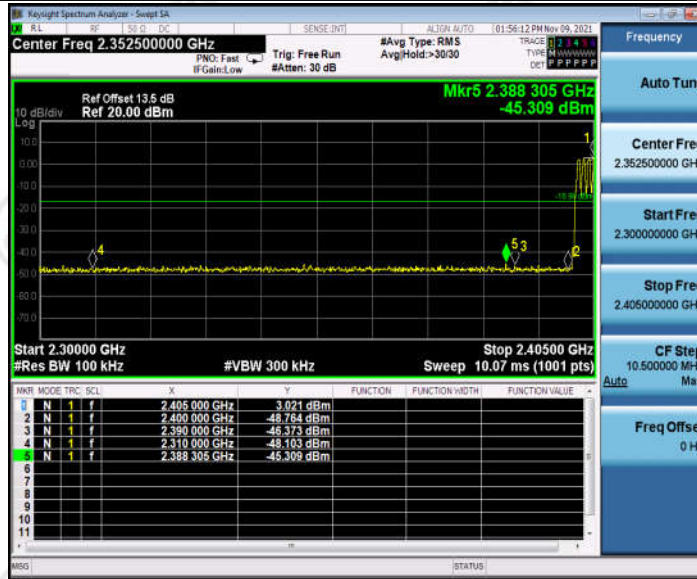 Keysight Spectrum Analyzer - Swept SA
RL RF 50 Ω DC SENSE:INT ALIGN AUTO 01:56:12 PM Nov 09, 2021
Center Freq 2.352500000 GHz
PNO: Fast
IFGain:Low
Trig: Free Run
#Atten: 30 dB
#Avg Type: RMS
Avg|Hold:>30/30
TRACE 1 2 3 4 5 6
TYPE M W W W W W
DET P P P P P P
Frequency
Auto Tun
Ref Offset 13.5 dB
10 dB/div Ref 20.00 dBm
Log
Mkr5 2.388 305 GHz
-45.309 dBm
10.0
0.00
-10.0
-20.0
-30.0
-40.0
-50.0
-60.0
-70.0
1
2
5 3
4
Center Fre
2.352500000 GH
Start Fre
2.300000000 GH
Stop Fre
2.405000000 GH
CF Step
10.500000 MH
Auto Ma
Freq Offse
0 H
Start 2.30000 GHz Stop 2.40500 GHz
#Res BW 100 kHz #VBW 300 kHz Sweep 10.07 ms (1001 pts)
MKR MODE TRC SCL X Y FUNCTION FUNCTION WIDTH FUNCTION VALUE
1 N 1 f 2.405 000 GHz 3.021 dBm
2 N 1 f 2.400 000 GHz -48.764 dBm
3 N 1 f 2.390 000 GHz -46.373 dBm
4 N 1 f 2.310 000 GHz -48.103 dBm
5 N 1 f 2.388 305 GHz -45.309 dBm
6
7
8
9
10
11
MSG STATUS